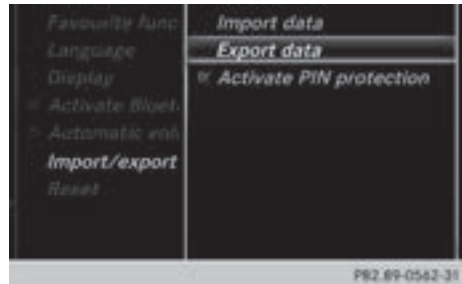 Favourite func
Language
Display
Activate Bluet
Automatic vol
Import/export
Reset
Import data
Export data
Activate PIN protection
P82.89-0562-31